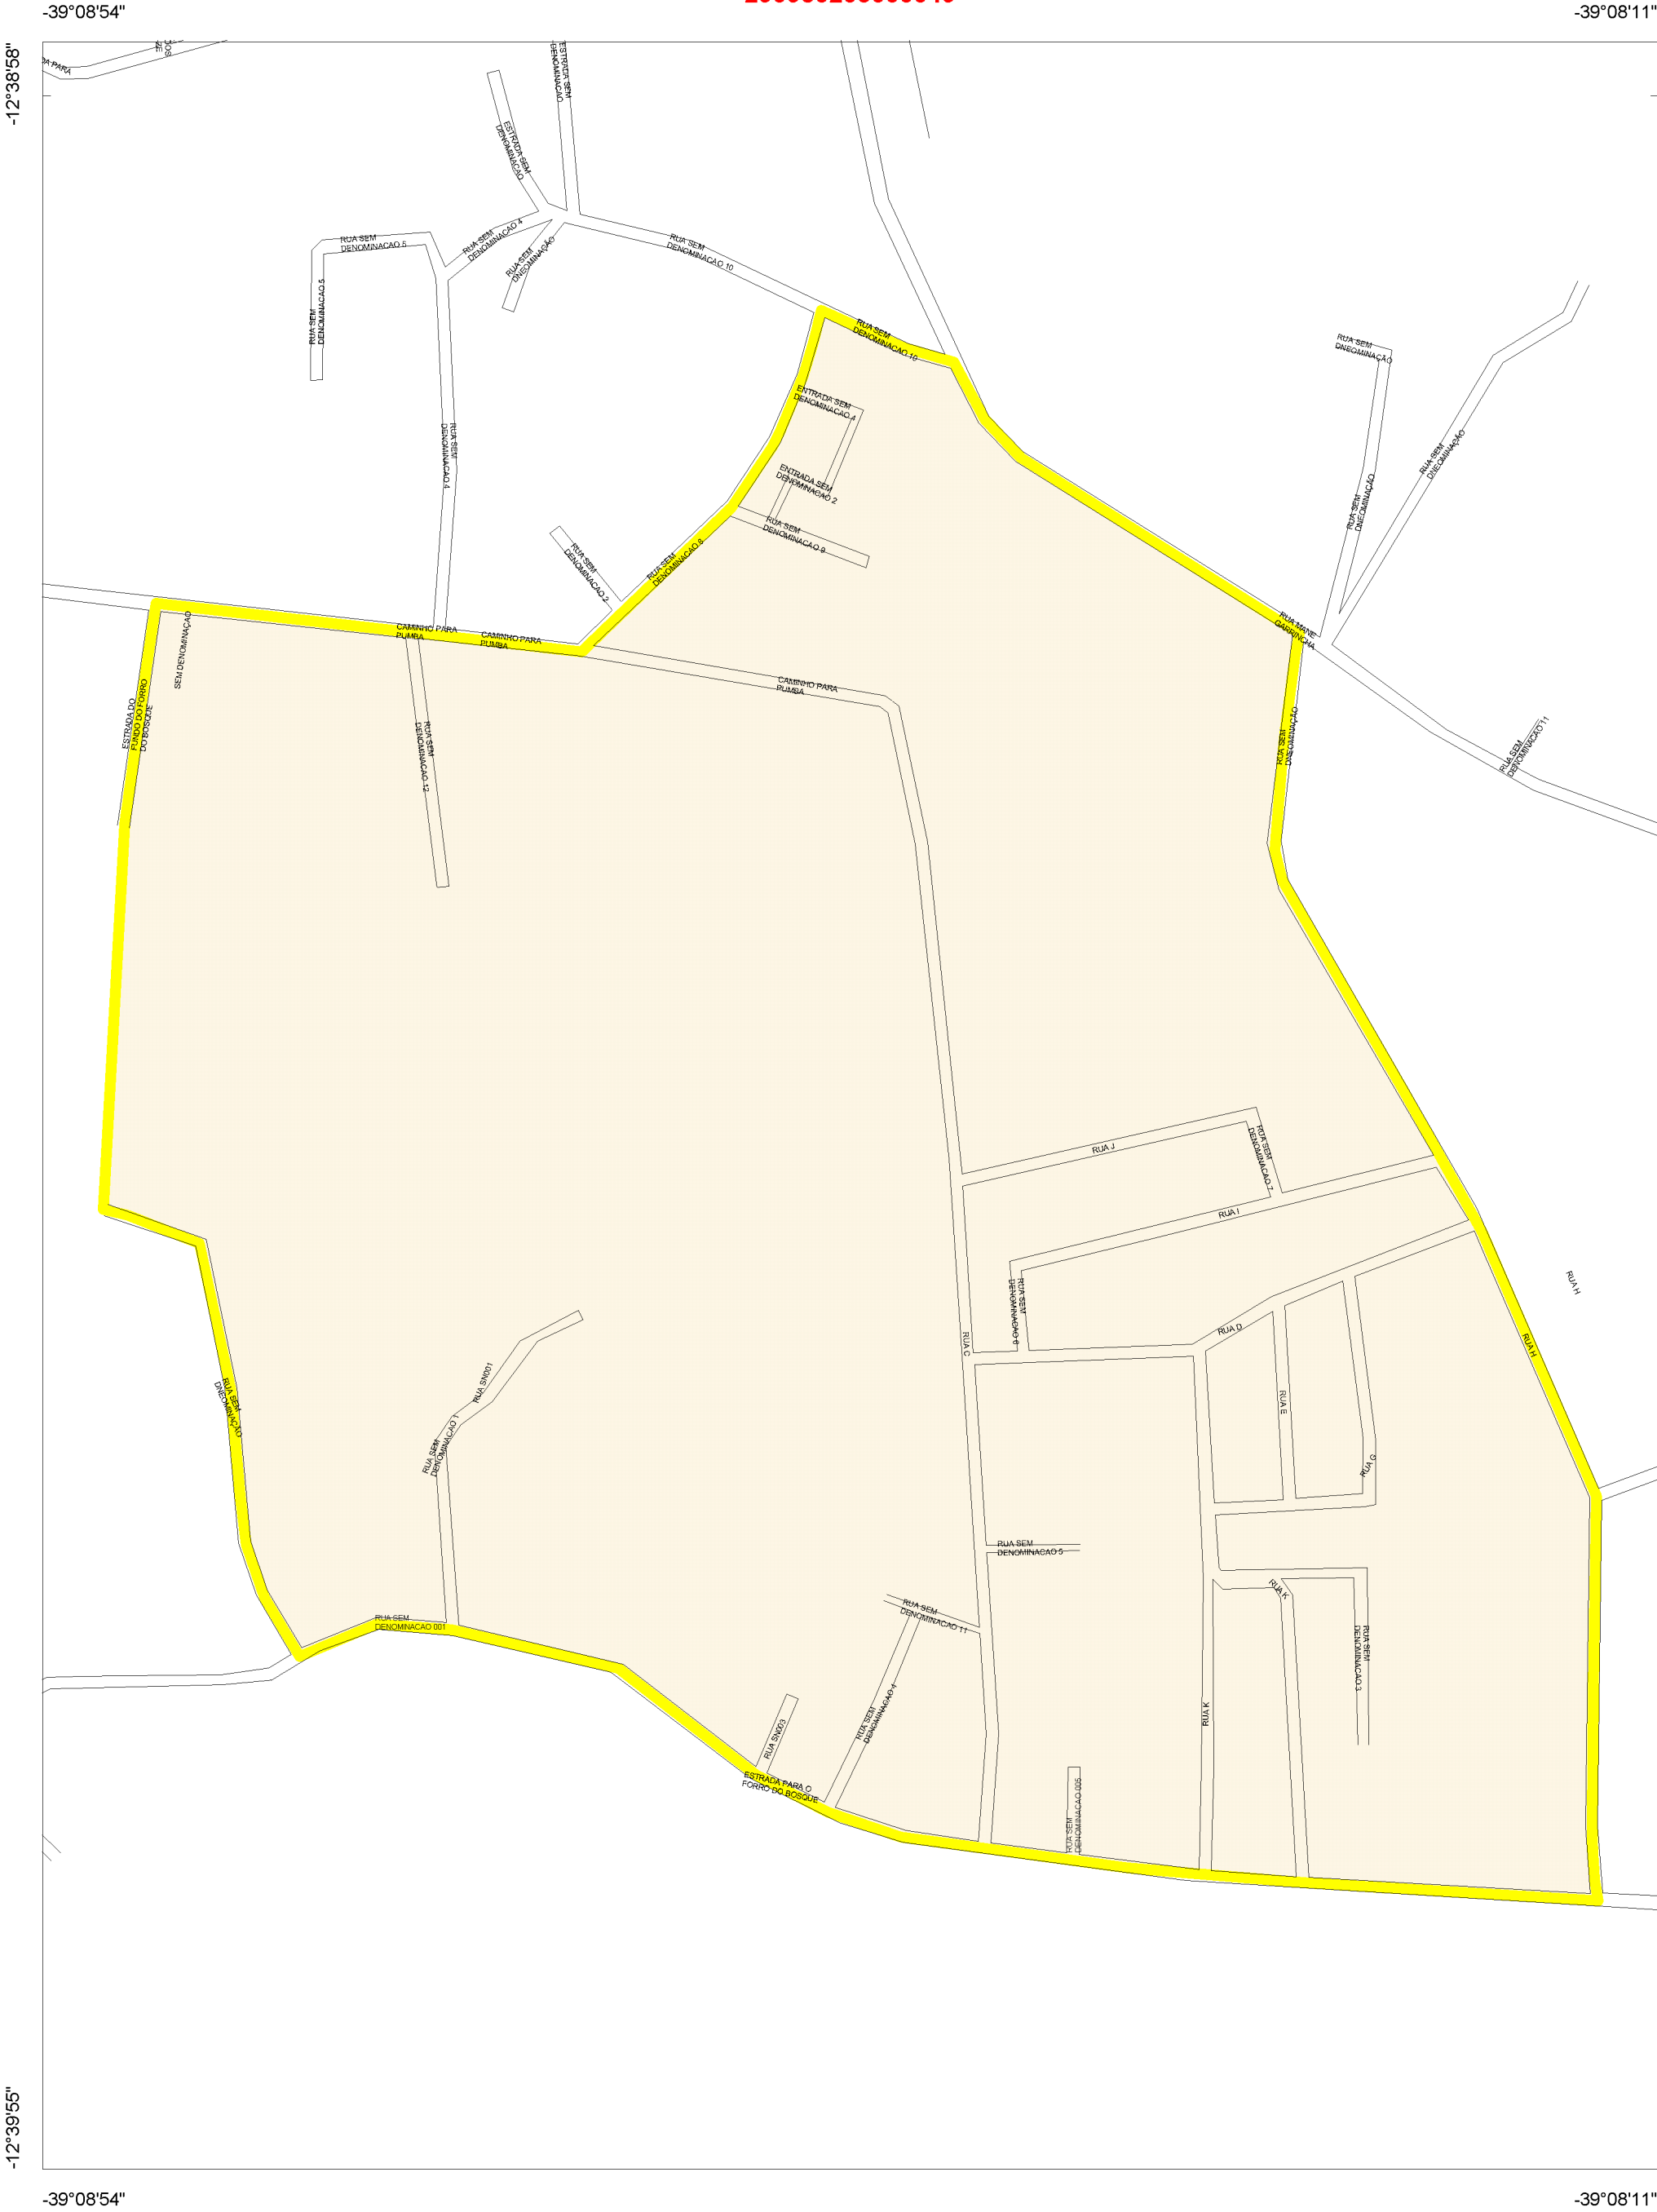 -39°08'54"
-39°08'11"
-12°38'58"
DA PARA
ESTRADA SEM
DENOMINACAO
ESTRADA SEM
DENOMINACAO
RUA SEM
DENOMINACAO 4
RUA SEM
DNEOMINAÇÃO
RUA SEM
DENOMINACAO 5
RUA SEM
DENOMINACAO 5
RUA SEM
DENOMINACAO 10
RUA SEM
DENOMINACAO 10
RUA SEM
DNEOMINAÇÃO
ENTRADA SEM
DENOMINACAO 4
RUA SEM
DENOMINACAO 4
RUA SEM
DNEOMINAÇÃO
RUA SEM
DNEOMINAÇÃO
ENTRADA SEM
DENOMINACAO 2
RUA SEM
DENOMINACAO 9
RUA SEM
DENOMINACAO 2
RUA SEM
DENOMINACAO 8
CAMINHO PARA
PUMBA
CAMINHO PARA
PUMBA
RUA MANE
GARRINCHA
SEM DENOMINAÇAO
CAMINHO PARA
PUMBA
ESTRADA DO
FUNDO DO FORRO
DO BOSQUE
RUA SEM
DENOMINACAO 12
RUA SEM
DNEOMINAÇÃO
RUA SEM
DENOMINACAO 11
RUA J
RUA SEM
DENOMINACAO 7
RUA I
RUA H
RUA SEM
DENOMINACAO 6
RUA C
RUA D
RUA H
RUA SN001
RUA SEM
DNEOMINAÇÃO
RUA E
RUA SEM
DENOMINACAO 1
RUA G
RUA SEM
DENOMINACAO 5
RUA K
RUA SEM
DENOMINACAO 11
RUA SEM
DENOMINACAO 001
RUA SEM
DENOMINACAO 3
RUA SEM
DENOMINACAO 4
RUA K
RUA SN003
ESTRADA PARA O
FORRO DO BOSQUE
RUA SEM
DENOMINACAO 005
-12°39'55"
-39°08'54"
-39°08'11"